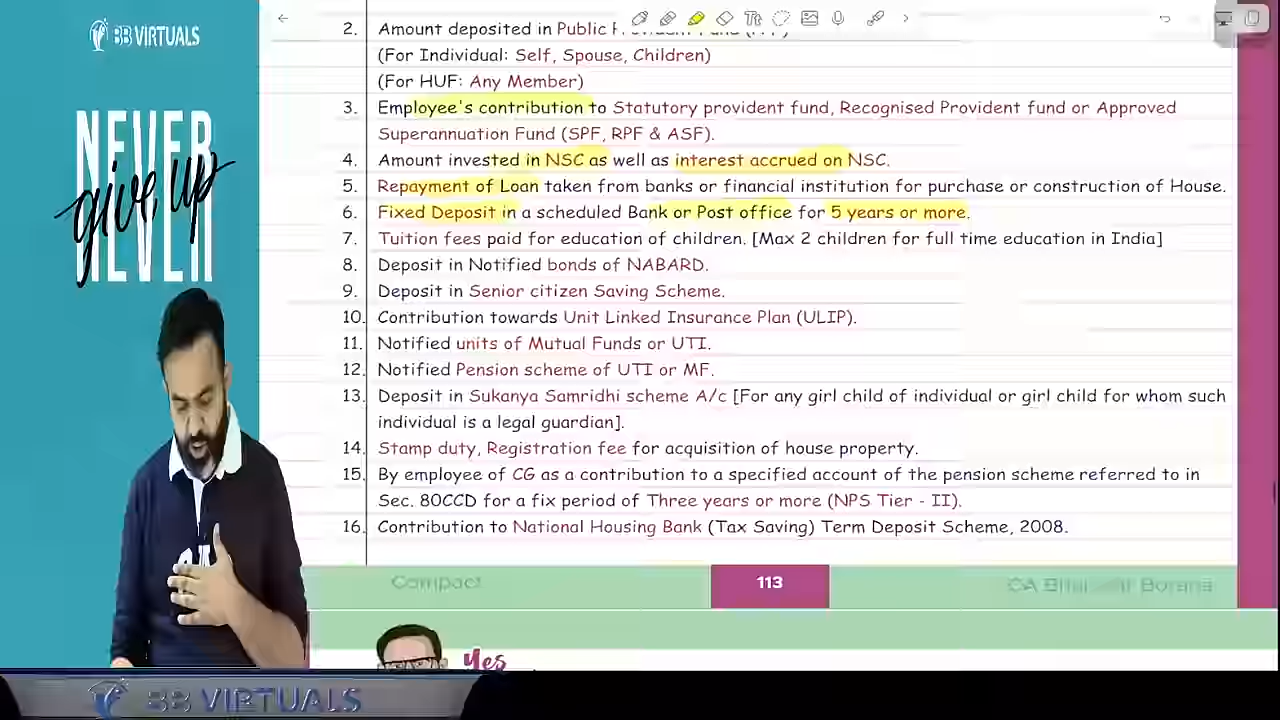 BB VIRTUALS
NEVER
give up
NEVER
2. Amount deposited in Public
(For Individual: Self, Spouse, Children)
(For HUF: Any Member)
3. Employee's contribution to Statutory provident fund, Recognised Provident fund or Approved
Superannuation Fund (SPF, RPF & ASF).
4. Amount invested in NSC as well as interest accrued on NSC.
5. Repayment of Loan taken from banks or financial institution for purchase or construction of House.
6. Fixed Deposit in a scheduled Bank or Post office for 5 years or more.
7. Tuition fees paid for education of children. [Max 2 children for full time education in India]
8. Deposit in Notified bonds of NABARD.
9. Deposit in Senior citizen Saving Scheme.
10. Contribution towards Unit Linked Insurance Plan (ULIP).
11. Notified units of Mutual Funds or UTI.
12. Notified Pension scheme of UTI or MF.
13. Deposit in Sukanya Samridhi scheme A/c [For any girl child of individual or girl child for whom such
individual is a legal guardian].
14. Stamp duty, Registration fee for acquisition of house property.
15. By employee of CG as a contribution to a specified account of the pension scheme referred to in
Sec. 80CCD for a fix period of Three years or more (NPS Tier - II).
16. Contribution to National Housing Bank (Tax Saving) Term Deposit Scheme, 2008.
Compact 113 CA Borana
Yes
BB VIRTUALS